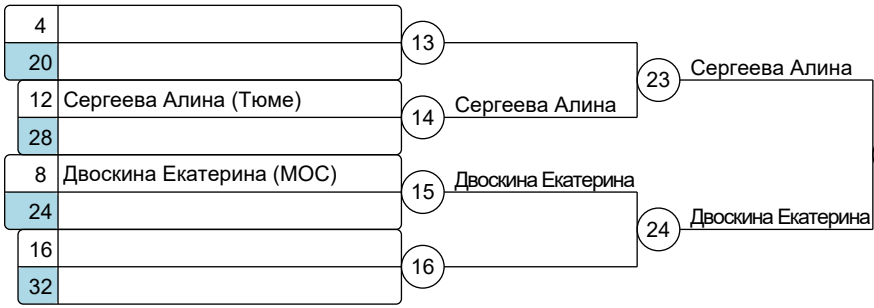 4
13
20
12 Сергеева Алина (Тюме)
14 Сергеева Алина
28
23 Сергеева Алина
8 Двоскина Екатерина (МОС)
15 Двоскина Екатерина
24
24 Двоскина Екатерина
16
16
32